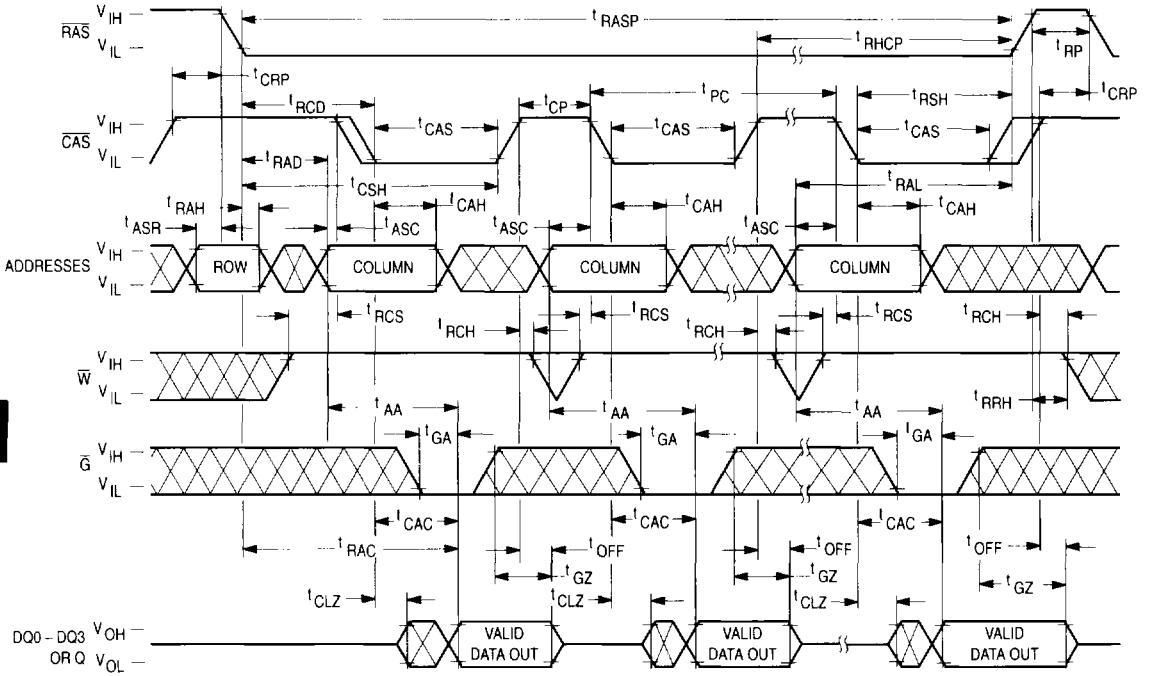 RAS V IH
V IL
t RASP
t RHCP
t RP
t CRP
t RCD
t CP
t PC
t RSH
t CRP
CAS V IH
V IL
t CAS
t CAS
t CAS
t RAD
t CSH
t RAL
t RAH
t CAH
t CAH
t CAH
t ASR
t ASC
t ASC
t ASC
ADDRESSES V IH
V IL
ROW
COLUMN
COLUMN
COLUMN
t RCS
t RCH
t RCS
t RCH
t RCS
t RCH
W V IH
V IL
t RRH
t AA
t AA
t AA
t GA
t GA
t GA
G V IH
V IL
t CAC
t CAC
t CAC
t RAC
t OFF
t OFF
t OFF
t GZ
t GZ
t GZ
t CLZ
t CLZ
t CLZ
DQ0 – DQ3 V OH
OR Q V OL
VALID
DATA OUT
VALID
DATA OUT
VALID
DATA OUT